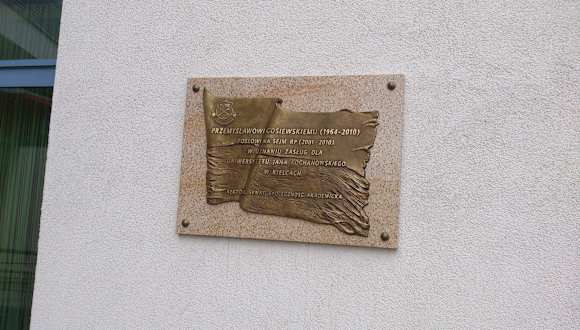 PRZEMYSŁAWOWI GOSIEWSKIEMU (1964-2010)
POSŁOWI NA SEJM RP (2001-2010)
W UZNANIU ZASŁUG DLA
UNIWERSYTETU JANA KOCHANOWSKIEGO
W KIELCACH
REKTOR, SENAT, SPOŁECZNOŚĆ AKADEMICKA